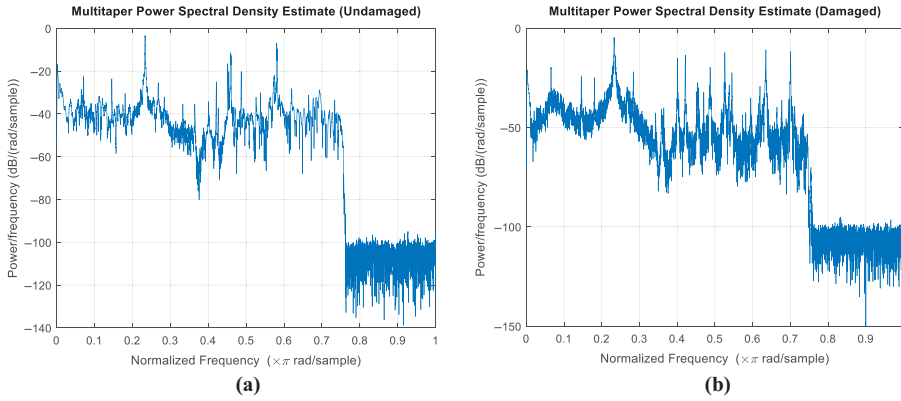 Multitaper Power Spectral Density Estimate (Undamaged)
Power/frequency (dB/(rad/sample))
0
−20
−40
−60
−80
−100
−120
−140
0 0.1 0.2 0.3 0.4 0.5 0.6 0.7 0.8 0.9 1
Normalized Frequency (×π rad/sample)
(a)
Multitaper Power Spectral Density Estimate (Damaged)
Power/frequency (dB/(rad/sample))
0
−50
−100
−150
0 0.1 0.2 0.3 0.4 0.5 0.6 0.7 0.8 0.9 1
Normalized Frequency (×π rad/sample)
(b)